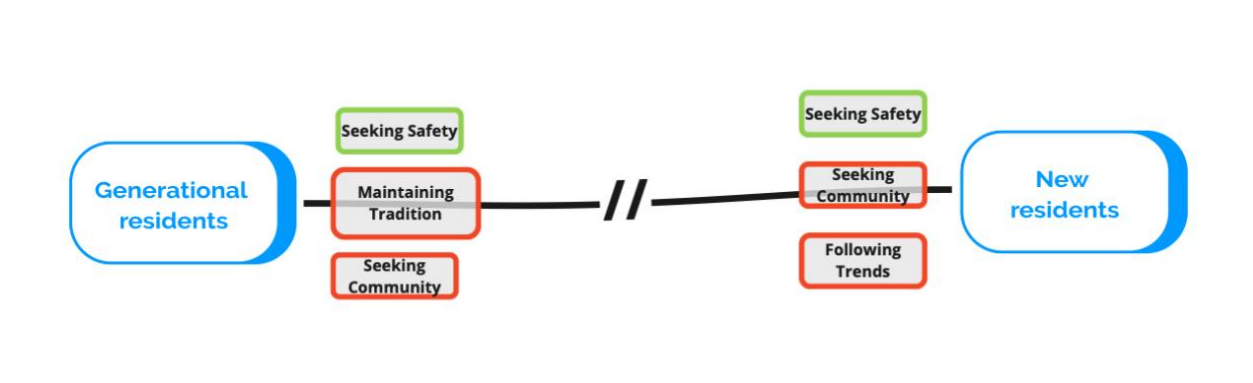 Generational
residents
Seeking Safety
Maintaining
Tradition
Seeking
Community
//
Seeking Safety
Seeking
Community
Following
Trends
New
residents